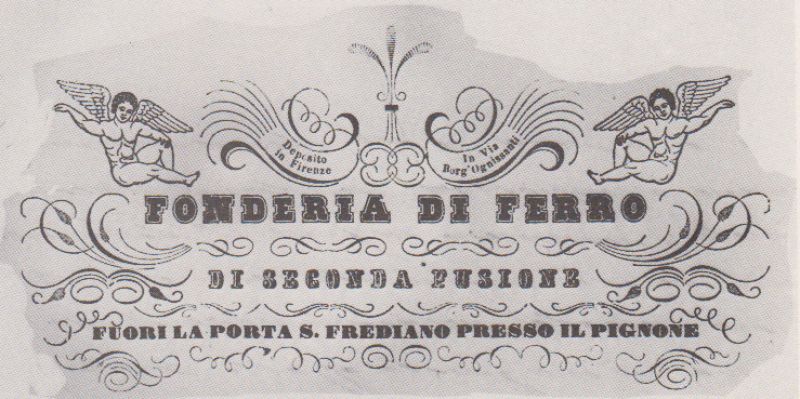 Deposito
in Firenze
In Via
Borg' Ognissanti
FONDERIA DI FERRO
DI SECONDA FUSIONE
FUORI LA PORTA S. FREDIANO PRESSO IL PIGNONE